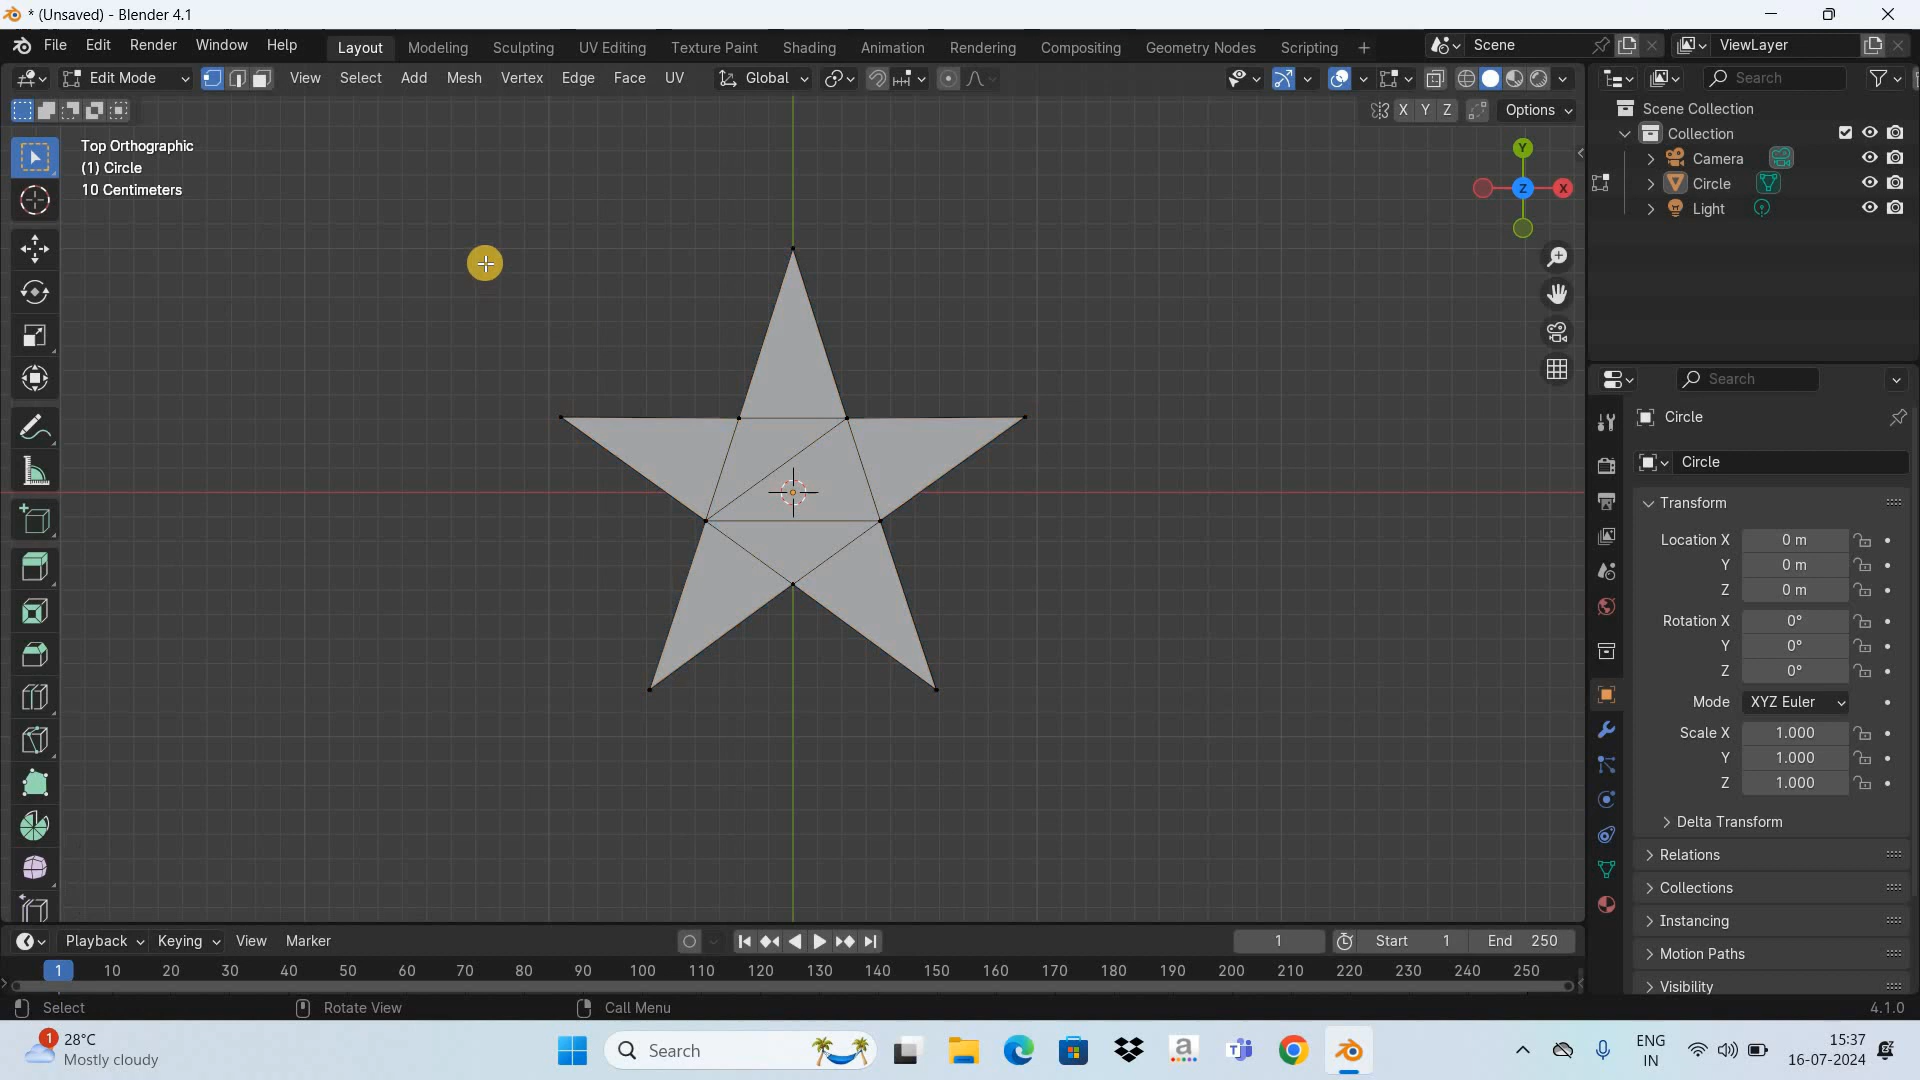 * (Unsaved) - Blender 4.1
File Edit Render Window Help Layout Modeling Sculpting UV Editing Texture Paint Shading Animation Rendering Compositing Geometry Nodes Scripting + Scene ViewLayer
Edit Mode View Select Add Mesh Vertex Edge Face UV Global Search
X Y Z Options
Scene Collection
Collection
Camera
Circle
Light
Top Orthographic
(1) Circle
10 Centimeters
Y
Z X
Search
Circle
Circle
Transform
Location X 0 m
Y 0 m
Z 0 m
Rotation X 0°
Y 0°
Z 0°
Mode XYZ Euler
Scale X 1.000
Y 1.000
Z 1.000
Delta Transform
Relations
Collections
Instancing
Motion Paths
Visibility
Playback Keying View Marker 1 Start 1 End 250
1 10 20 30 40 50 60 70 80 90 100 110 120 130 140 150 160 170 180 190 200 210 220 230 240 250
Select Rotate View Call Menu 4.1.0
1 28°C
Mostly cloudy
Search
a
ENG
IN
15:37
16-07-2024